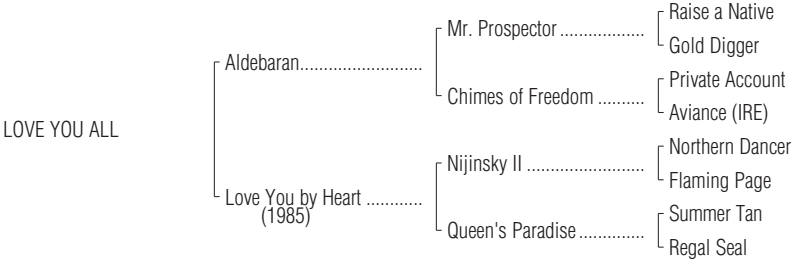 Raise a Native
Mr. Prospector..................
Gold Digger
Aldebaran..........................
Private Account
Chimes of Freedom ..........
Aviance (IRE)
LOVE YOU ALL
Northern Dancer
Nijinsky II .........................
Flaming Page
Love You by Heart ............
(1985)
Summer Tan
Queen's Paradise ..............
Regal Seal